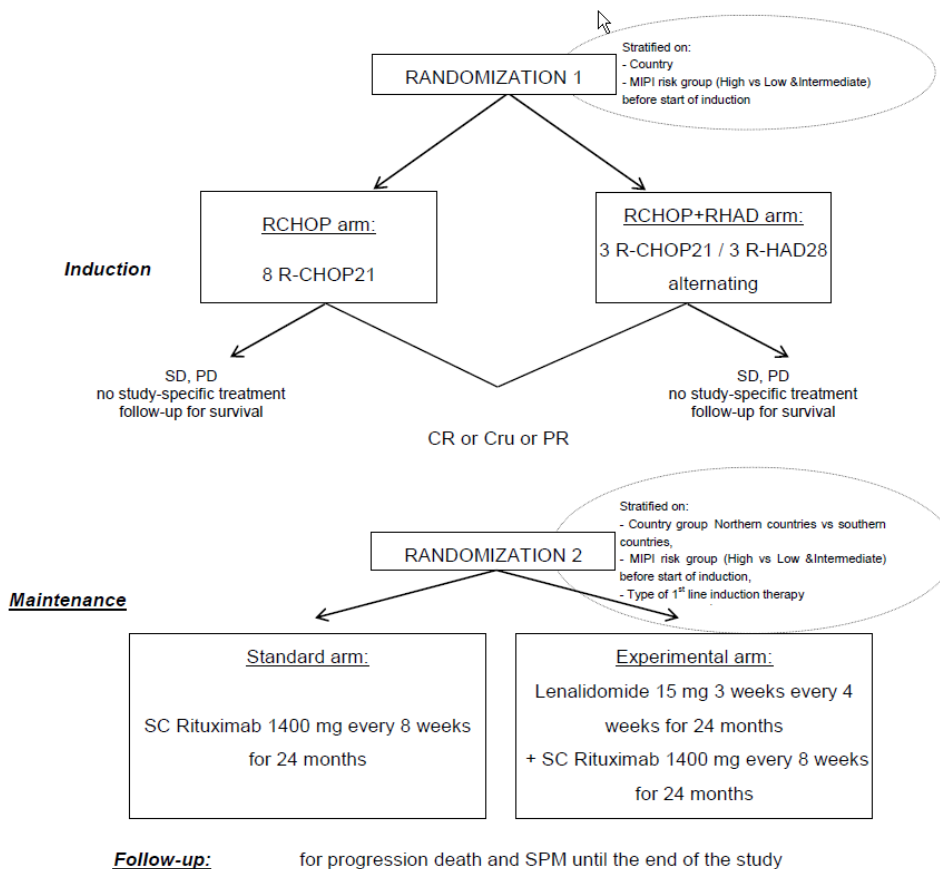 Stratified on:
- Country
- MIPI risk group (High vs Low &Intermediate)
before start of induction
RANDOMIZATION 1
RCHOP arm:
8 R-CHOP21
RCHOP+RHAD arm:
3 R-CHOP21 / 3 R-HAD28
alternating
Induction
SD, PD
no study-specific treatment
follow-up for survival
SD, PD
no study-specific treatment
follow-up for survival
CR or Cru or PR
Stratified on:
- Country group Northern countries vs southern
countries,
- MIPI risk group (High vs Low &Intermediate)
before start of induction,
- Type of 1st line induction therapy
RANDOMIZATION 2
Maintenance
Standard arm:
SC Rituximab 1400 mg every 8 weeks
for 24 months
Experimental arm:
Lenalidomide 15 mg 3 weeks every 4
weeks for 24 months
+ SC Rituximab 1400 mg every 8 weeks
for 24 months
Follow-up: for progression death and SPM until the end of the study